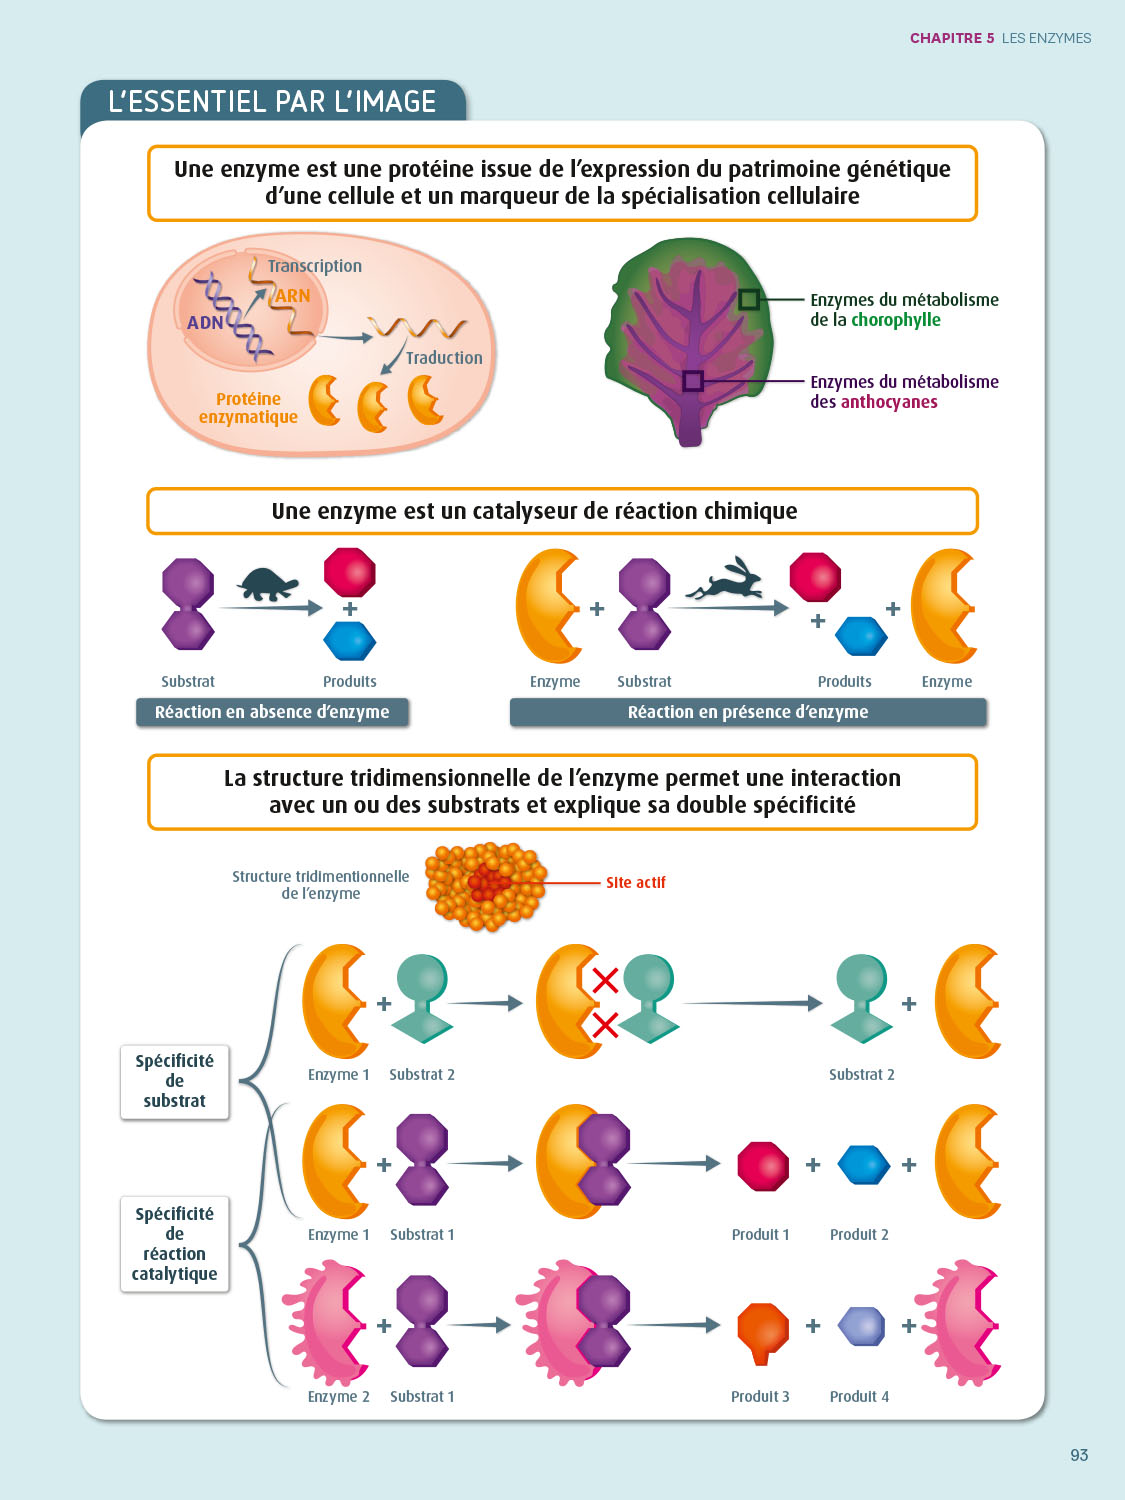 CHAPITRE 5 LES ENZYMES
L'ESSENTIEL PAR L'IMAGE
Une enzyme est une protéine issue de l'expression du patrimoine génétique
d'une cellule et un marqueur de la spécialisation cellulaire
Transcription
ARN
ADN
Traduction
Protéine
enzymatique
Enzymes du métabolisme
de la chorophylle
Enzymes du métabolisme
des anthocyanes
Une enzyme est un catalyseur de réaction chimique
+
+
+
+
Substrat
Produits
Enzyme
Substrat
Produits
Enzyme
Réaction en absence d'enzyme
Réaction en présence d'enzyme
La structure tridimensionnelle de l'enzyme permet une interaction
avec un ou des substrats et explique sa double spécificité
Structure tridimentionnelle
de l'enzyme
Site actif
+
+
Enzyme 1
Substrat 2
Substrat 2
Spécificité
de
substrat
+
+
+
Enzyme 1
Substrat 1
Produit 1
Produit 2
Spécificité
de
réaction
catalytique
+
+
+
Enzyme 2
Substrat 1
Produit 3
Produit 4
93